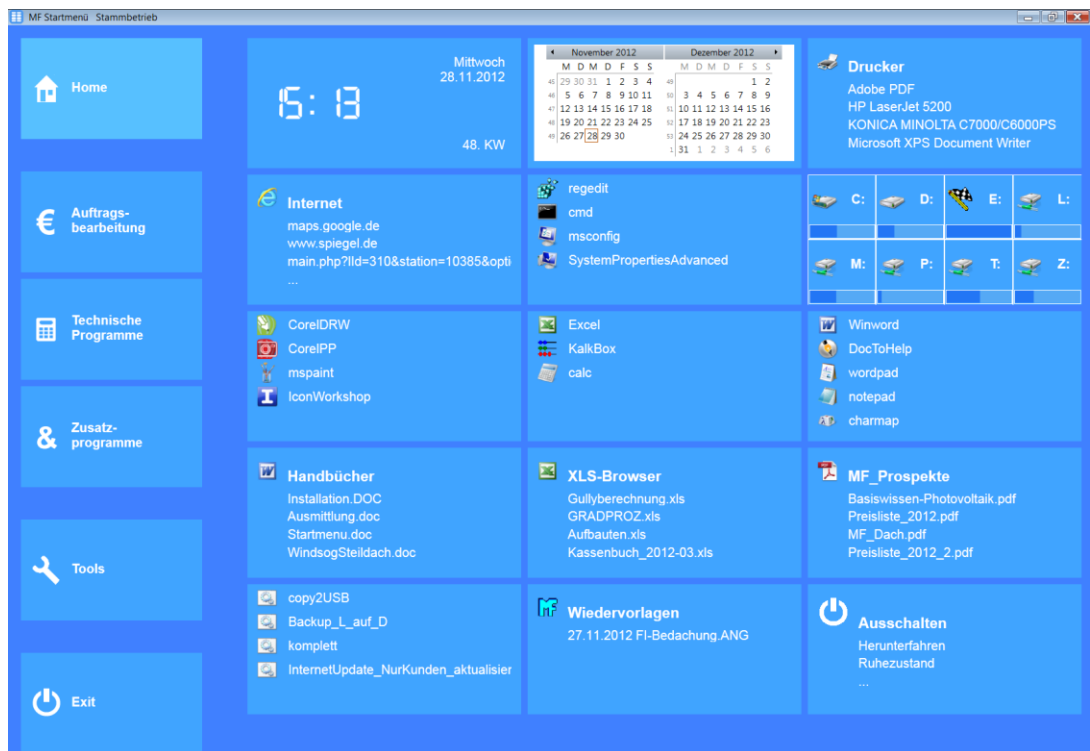 MF Startmenü Stammbetrieb
Home
Auftrags-
bearbeitung
Technische
Programme
Zusatz-
programme
Tools
Exit
Mittwoch
28.11.2012
15:13
48. KW
November 2012
M D M D F S S
45 29 30 31 1 2 3 4
46 5 6 7 8 9 10 11
47 12 13 14 15 16 17 18
48 19 20 21 22 23 24 25
49 26 27 28 29 30
Dezember 2012
M D M D F S S
49 1 2
50 3 4 5 6 7 8 9
51 10 11 12 13 14 15 16
52 17 18 19 20 21 22 23
53 24 25 26 27 28 29 30
1 31 1 2 3 4 5 6
Drucker
Adobe PDF
HP LaserJet 5200
KONICA MINOLTA C7000/C6000PS
Microsoft XPS Document Writer
Internet
maps.google.de
www.spiegel.de
main.php?lId=310&station=10385&opti
...
regedit
cmd
msconfig
SystemPropertiesAdvanced
C: D: E: L:
M: P: T: Z:
CorelDRW
CorelPP
mspaint
IconWorkshop
Excel
KalkBox
calc
Winword
DocToHelp
wordpad
notepad
charmap
Handbücher
Installation.DOC
Ausmittlung.doc
Startmenu.doc
WindsogSteildach.doc
XLS-Browser
Gullyberechnung.xls
GRADPROZ.xls
Aufbauten.xls
Kassenbuch_2012-03.xls
MF_Prospekte
Basiswissen-Photovoltaik.pdf
Preisliste_2012.pdf
MF_Dach.pdf
Preisliste_2012_2.pdf
copy2USB
Backup_L_auf_D
komplett
InternetUpdate_NurKunden_aktualisier
MF
Wiedervorlagen
27.11.2012 FI-Bedachung.ANG
Ausschalten
Herunterfahren
Ruhezustand
...